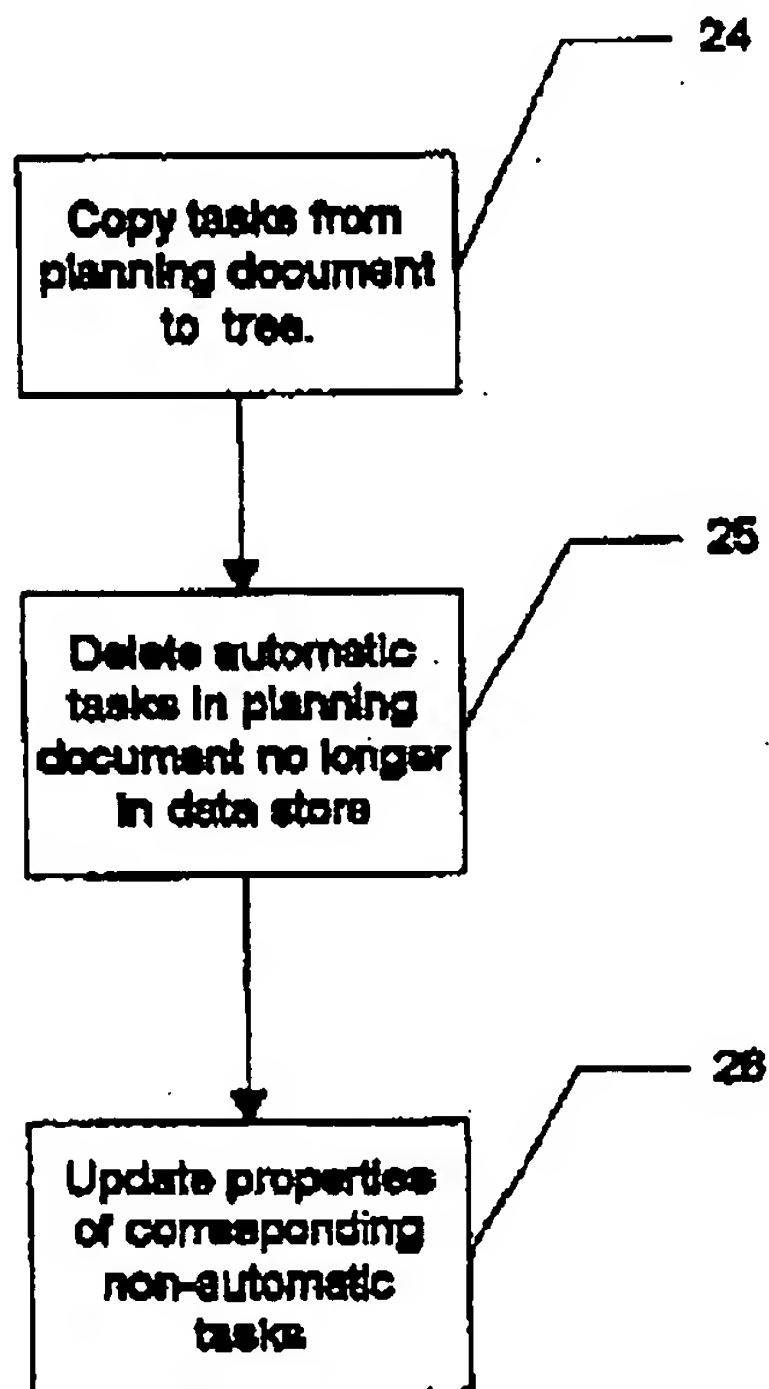 24
Copy tasks from
planning document
to tree.
25
Delete automatic
tasks in planning
document no longer
in data store
26
Update properties
of corresponding
non-automatic
tasks